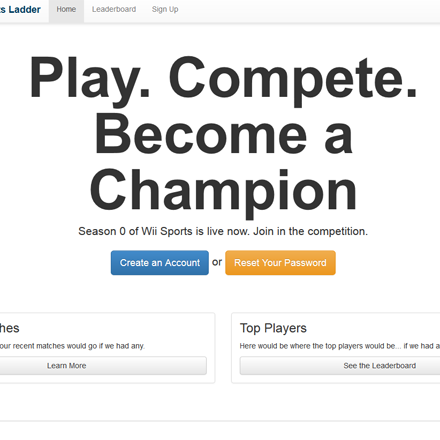 s Ladder Home Leaderboard Sign Up
Play. Compete.
Become a
Champion
Season 0 of Wii Sports is live now. Join in the competition.
Create an Account or Reset Your Password
hes
our recent matches would go if we had any.
Learn More
Top Players
Here would be where the top players would be... if we had a
See the Leaderboard